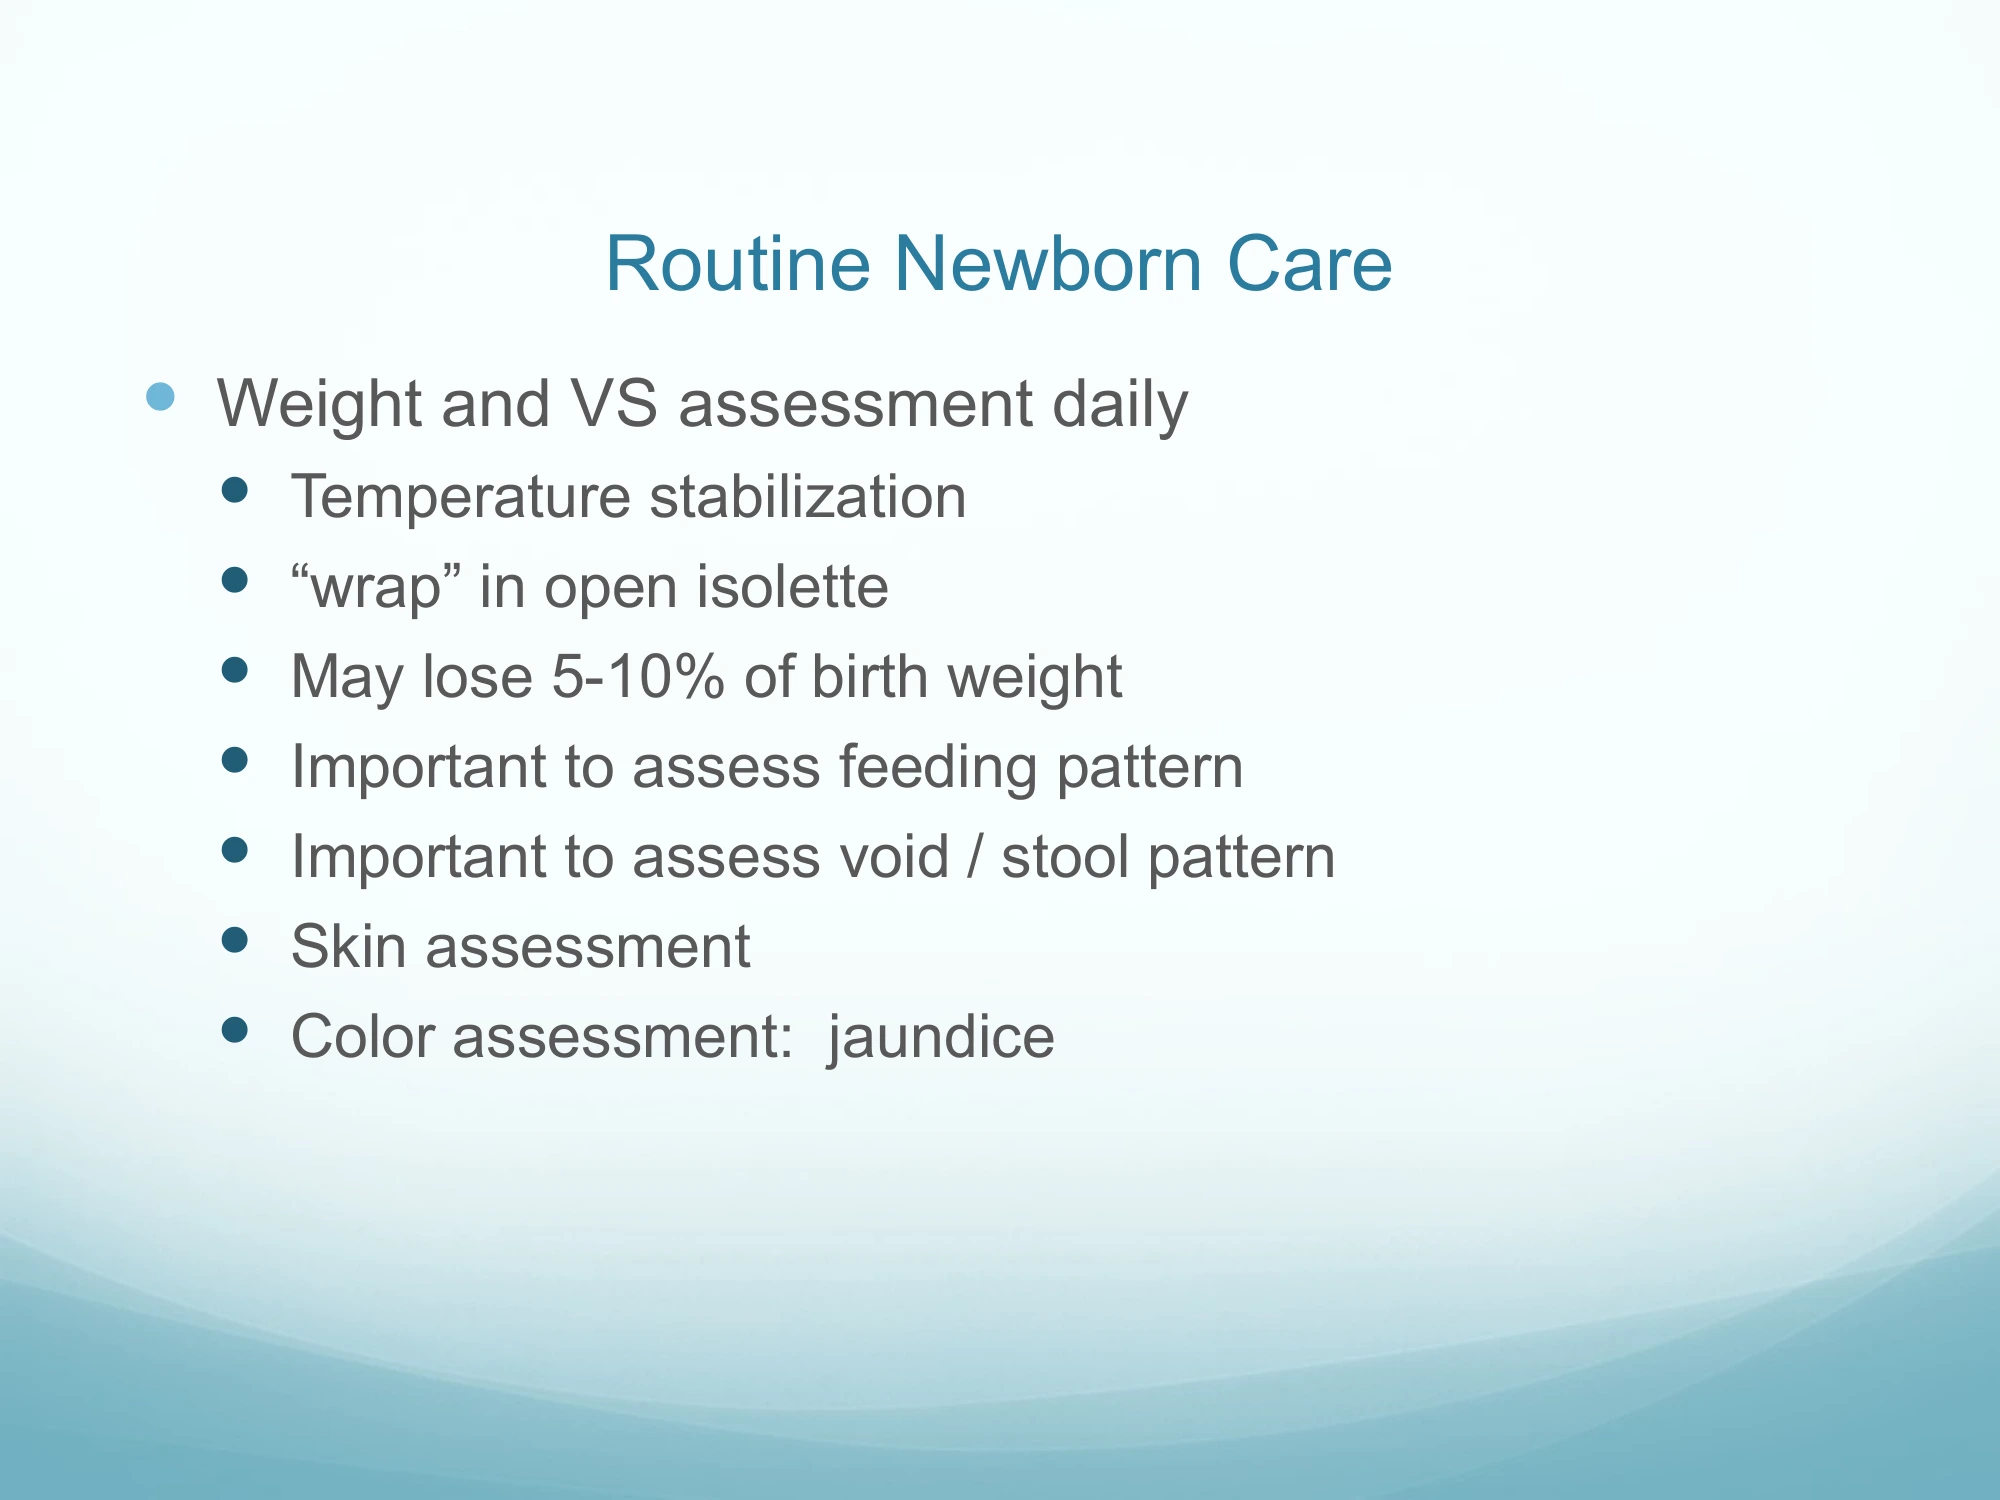 Routine Newborn Care
Weight and VS assessment daily
Temperature stabilization
“wrap” in open isolette
May lose 5-10% of birth weight
Important to assess feeding pattern
Important to assess void / stool pattern
Skin assessment
Color assessment:  jaundice